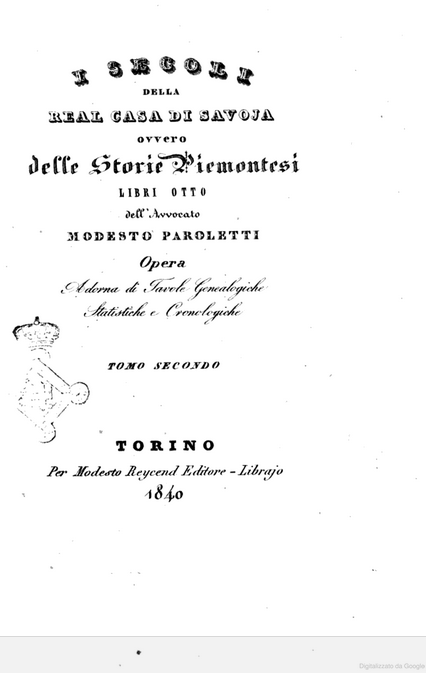 I SECOLI
DELLA
REAL CASA DI SAVOJA
ovvero
delle Storie Piemontesi
LIBRI OTTO
dell'Avvocato
MODESTO PAROLETTI
Opera
Adorna di Tavole Genealogiche
Statistiche e Cronologiche
TOMO SECONDO
TORINO
Per Modesto Reycend Editore - Librajo
1840
Digitalizzato da Google